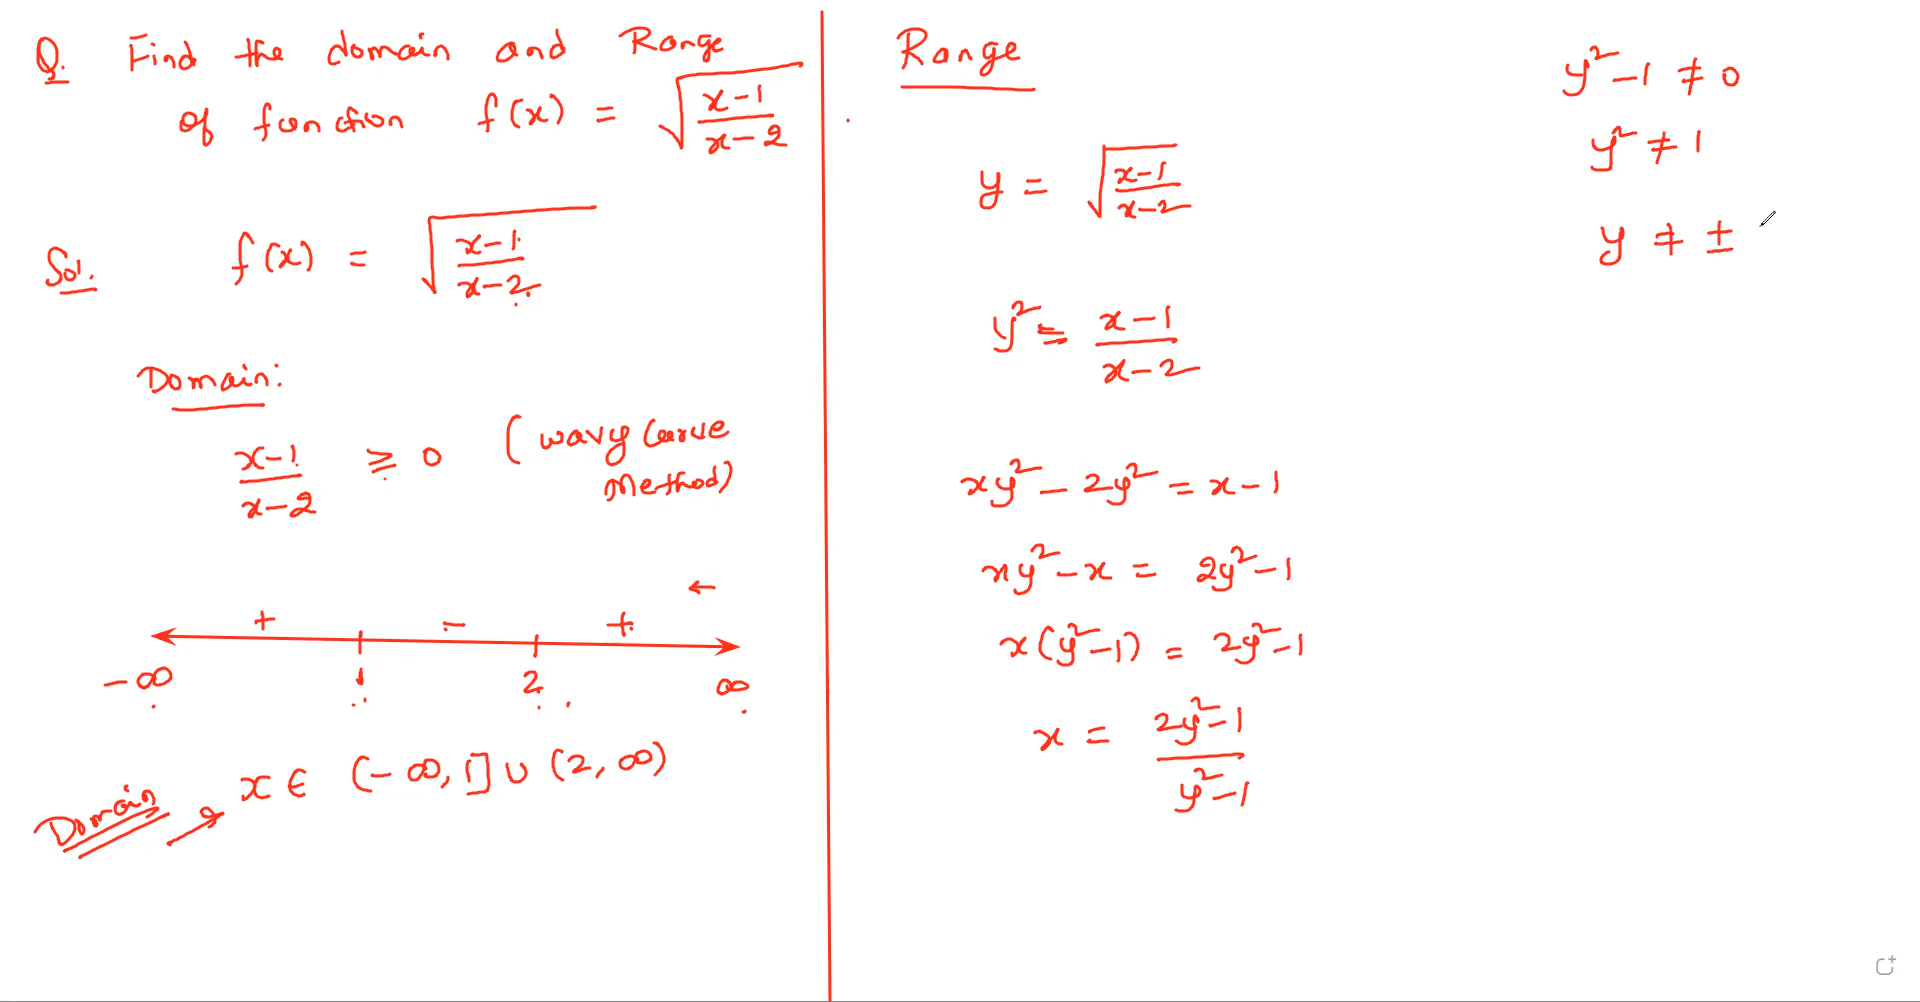 Q. Find the domain and Range
of function f(x) = √((x-1)/(x-2)) .
Sol. f(x) = √((x-1)/(x-2))
Domain:
(x-1)/(x-2) ≥ 0 (wavy Curve
Method)
←
+ - +
-∞ 1 2 ∞
Domain → x ∈ (-∞, 1] ∪ (2, ∞)
Range
y = √((x-1)/(x-2))
y² = (x-1)/(x-2)
xy² - 2y² = x - 1
xy² - x = 2y² - 1
x(y² - 1) = 2y² - 1
x = (2y² - 1)/(y² - 1)
y² - 1 ≠ 0
y² ≠ 1
y ≠ ±